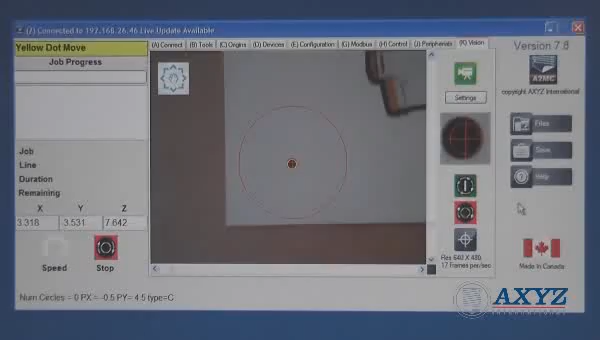 (Z) Connected to 192.168.26.46 Live Update Available
Yellow Dot Move
(A) Connect (B) Tools (C) Origins (D) Devices (E) Configuration (G) Modbus (H) Control (J) Peripherals (K) Vision
Version 7.8
Job Progress
A2MC
copyright AXYZ International
Settings
Files
Save
Help
Job
Line
Duration
Remaining
X Y Z
3.318 3.531 7.642
Speed Stop
Res 640 X 480
17 Frames per/sec
Made in Canada
Num Circles = 0 PX = -0.5 PY= 4.5 type=C
AXYZ
INTERNATIONAL